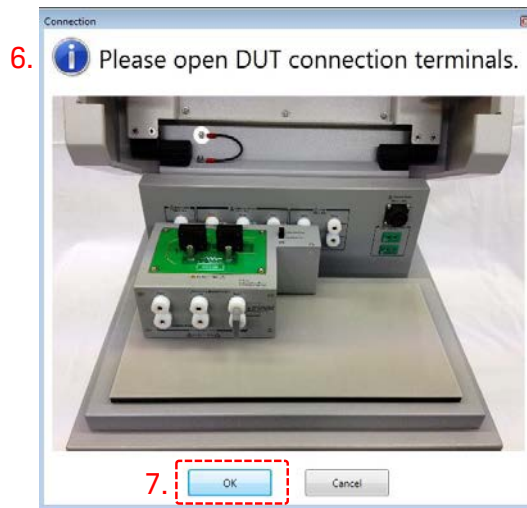 Connection
6.
Please open DUT connection terminals.
7.
OK
Cancel